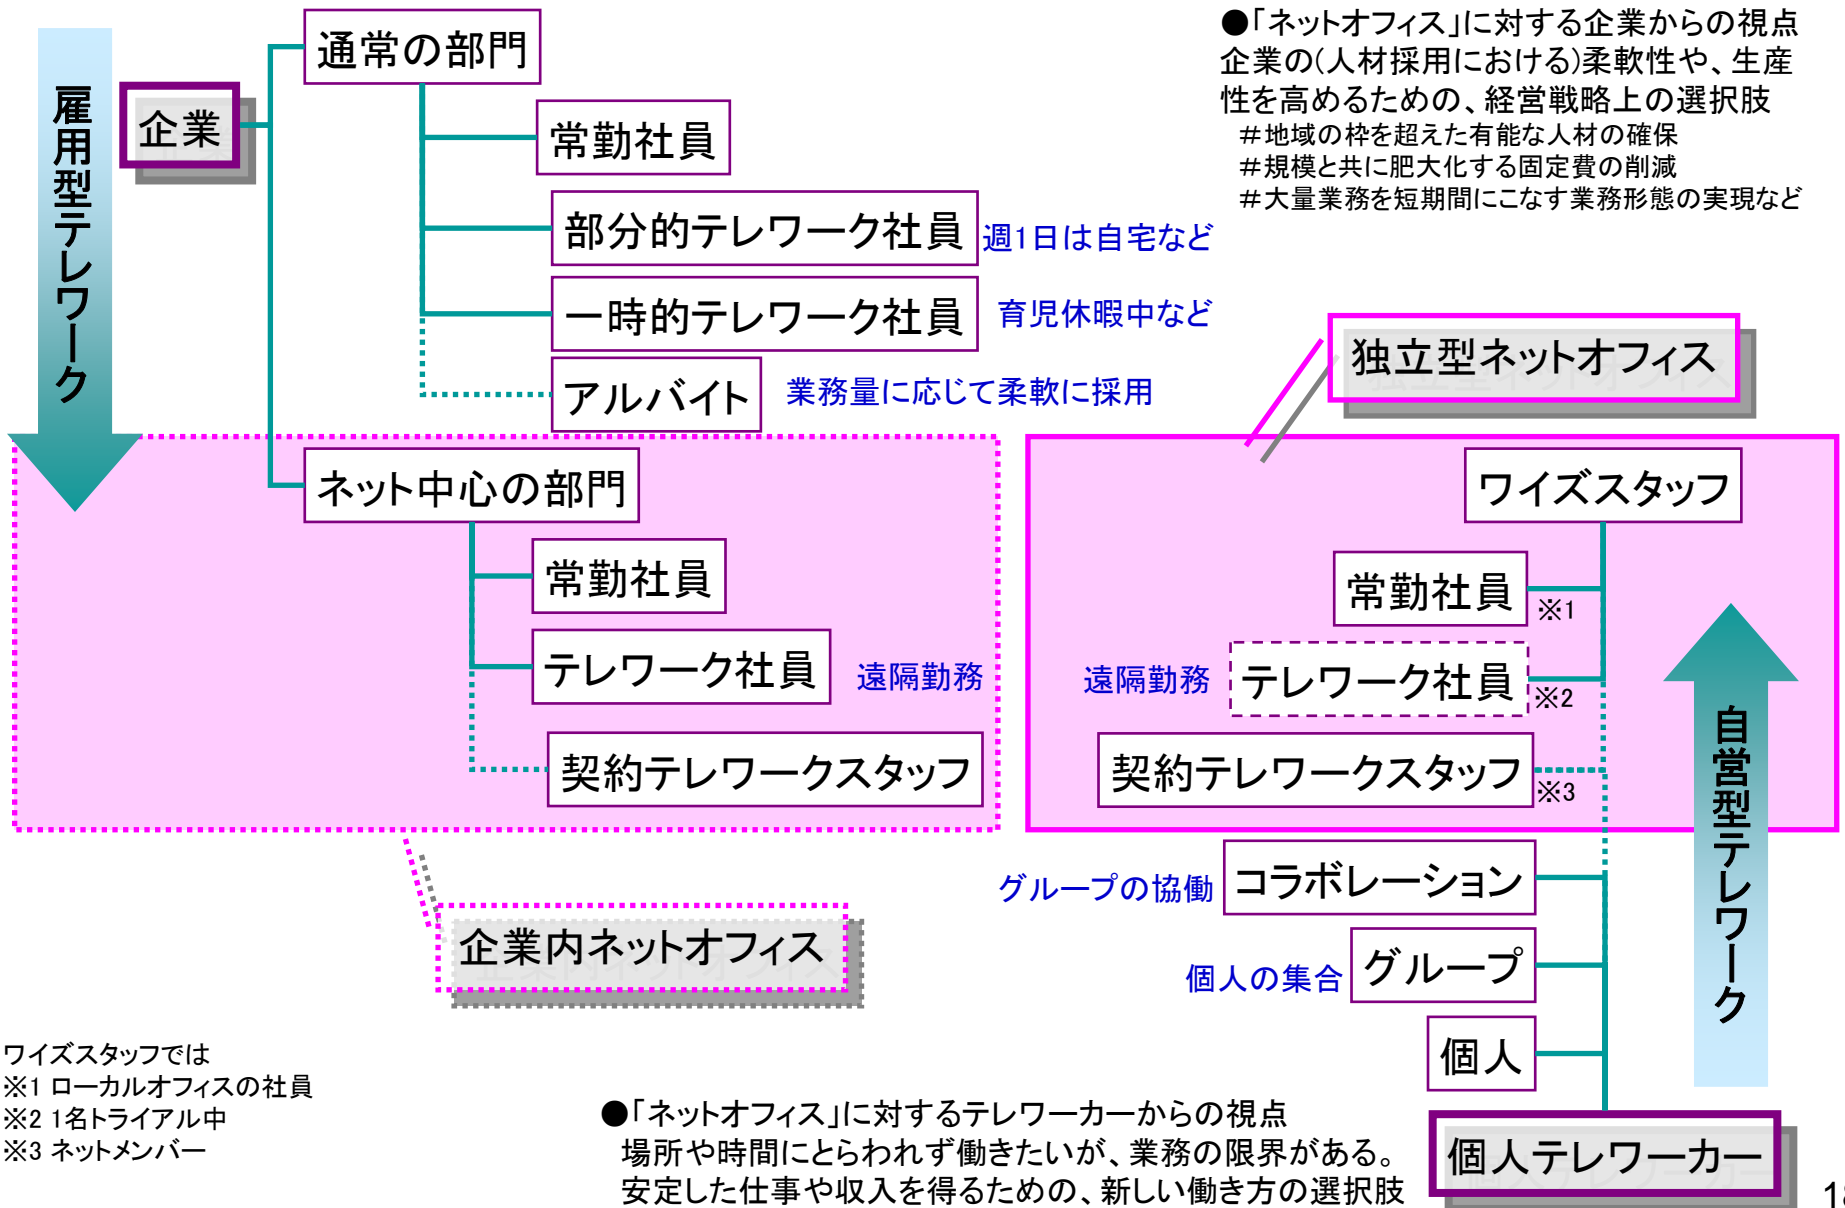 雇用型テレワーク
企業
通常の部門
常勤社員
部分的テレワーク社員
週1日は自宅など
一時的テレワーク社員
育児休暇中など
アルバイト
業務量に応じて柔軟に採用
ネット中心の部門
常勤社員
テレワーク社員
遠隔勤務
契約テレワークスタッフ
企業内ネットオフィス
●「ネットオフィス」に対する企業からの視点
企業の(人材採用における)柔軟性や、生産
性を高めるための、経営戦略上の選択肢
＃地域の枠を超えた有能な人材の確保
＃規模と共に肥大化する固定費の削減
＃大量業務を短期間にこなす業務形態の実現など
独立型ネットオフィス
ワイズスタッフ
常勤社員
※1
遠隔勤務
テレワーク社員
※2
契約テレワークスタッフ
※3
グループの協働
コラボレーション
個人の集合
グループ
個人
個人テレワーカー
自営型テレワーク
ワイズスタッフでは
※1 ローカルオフィスの社員
※2 1名トライアル中
※3 ネットメンバー
●「ネットオフィス」に対するテレワーカーからの視点
場所や時間にとらわれず働きたいが、業務の限界がある。
安定した仕事や収入を得るための、新しい働き方の選択肢